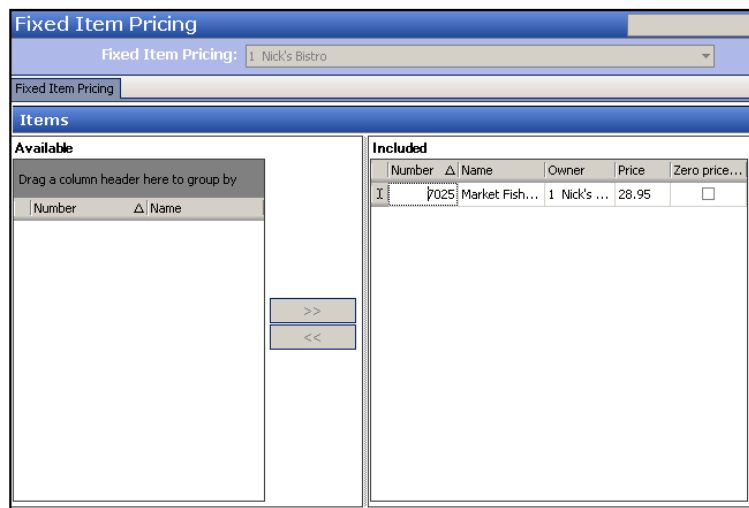 Fixed Item Pricing
Fixed Item Pricing: 1 Nick's Bistro
Fixed Item Pricing
Items
Available
Drag a column header here to group by
Number Name
>>
<<
Included
Number Name Owner Price Zero price...
7025 Market Fish... 1 Nick's ... 28.95